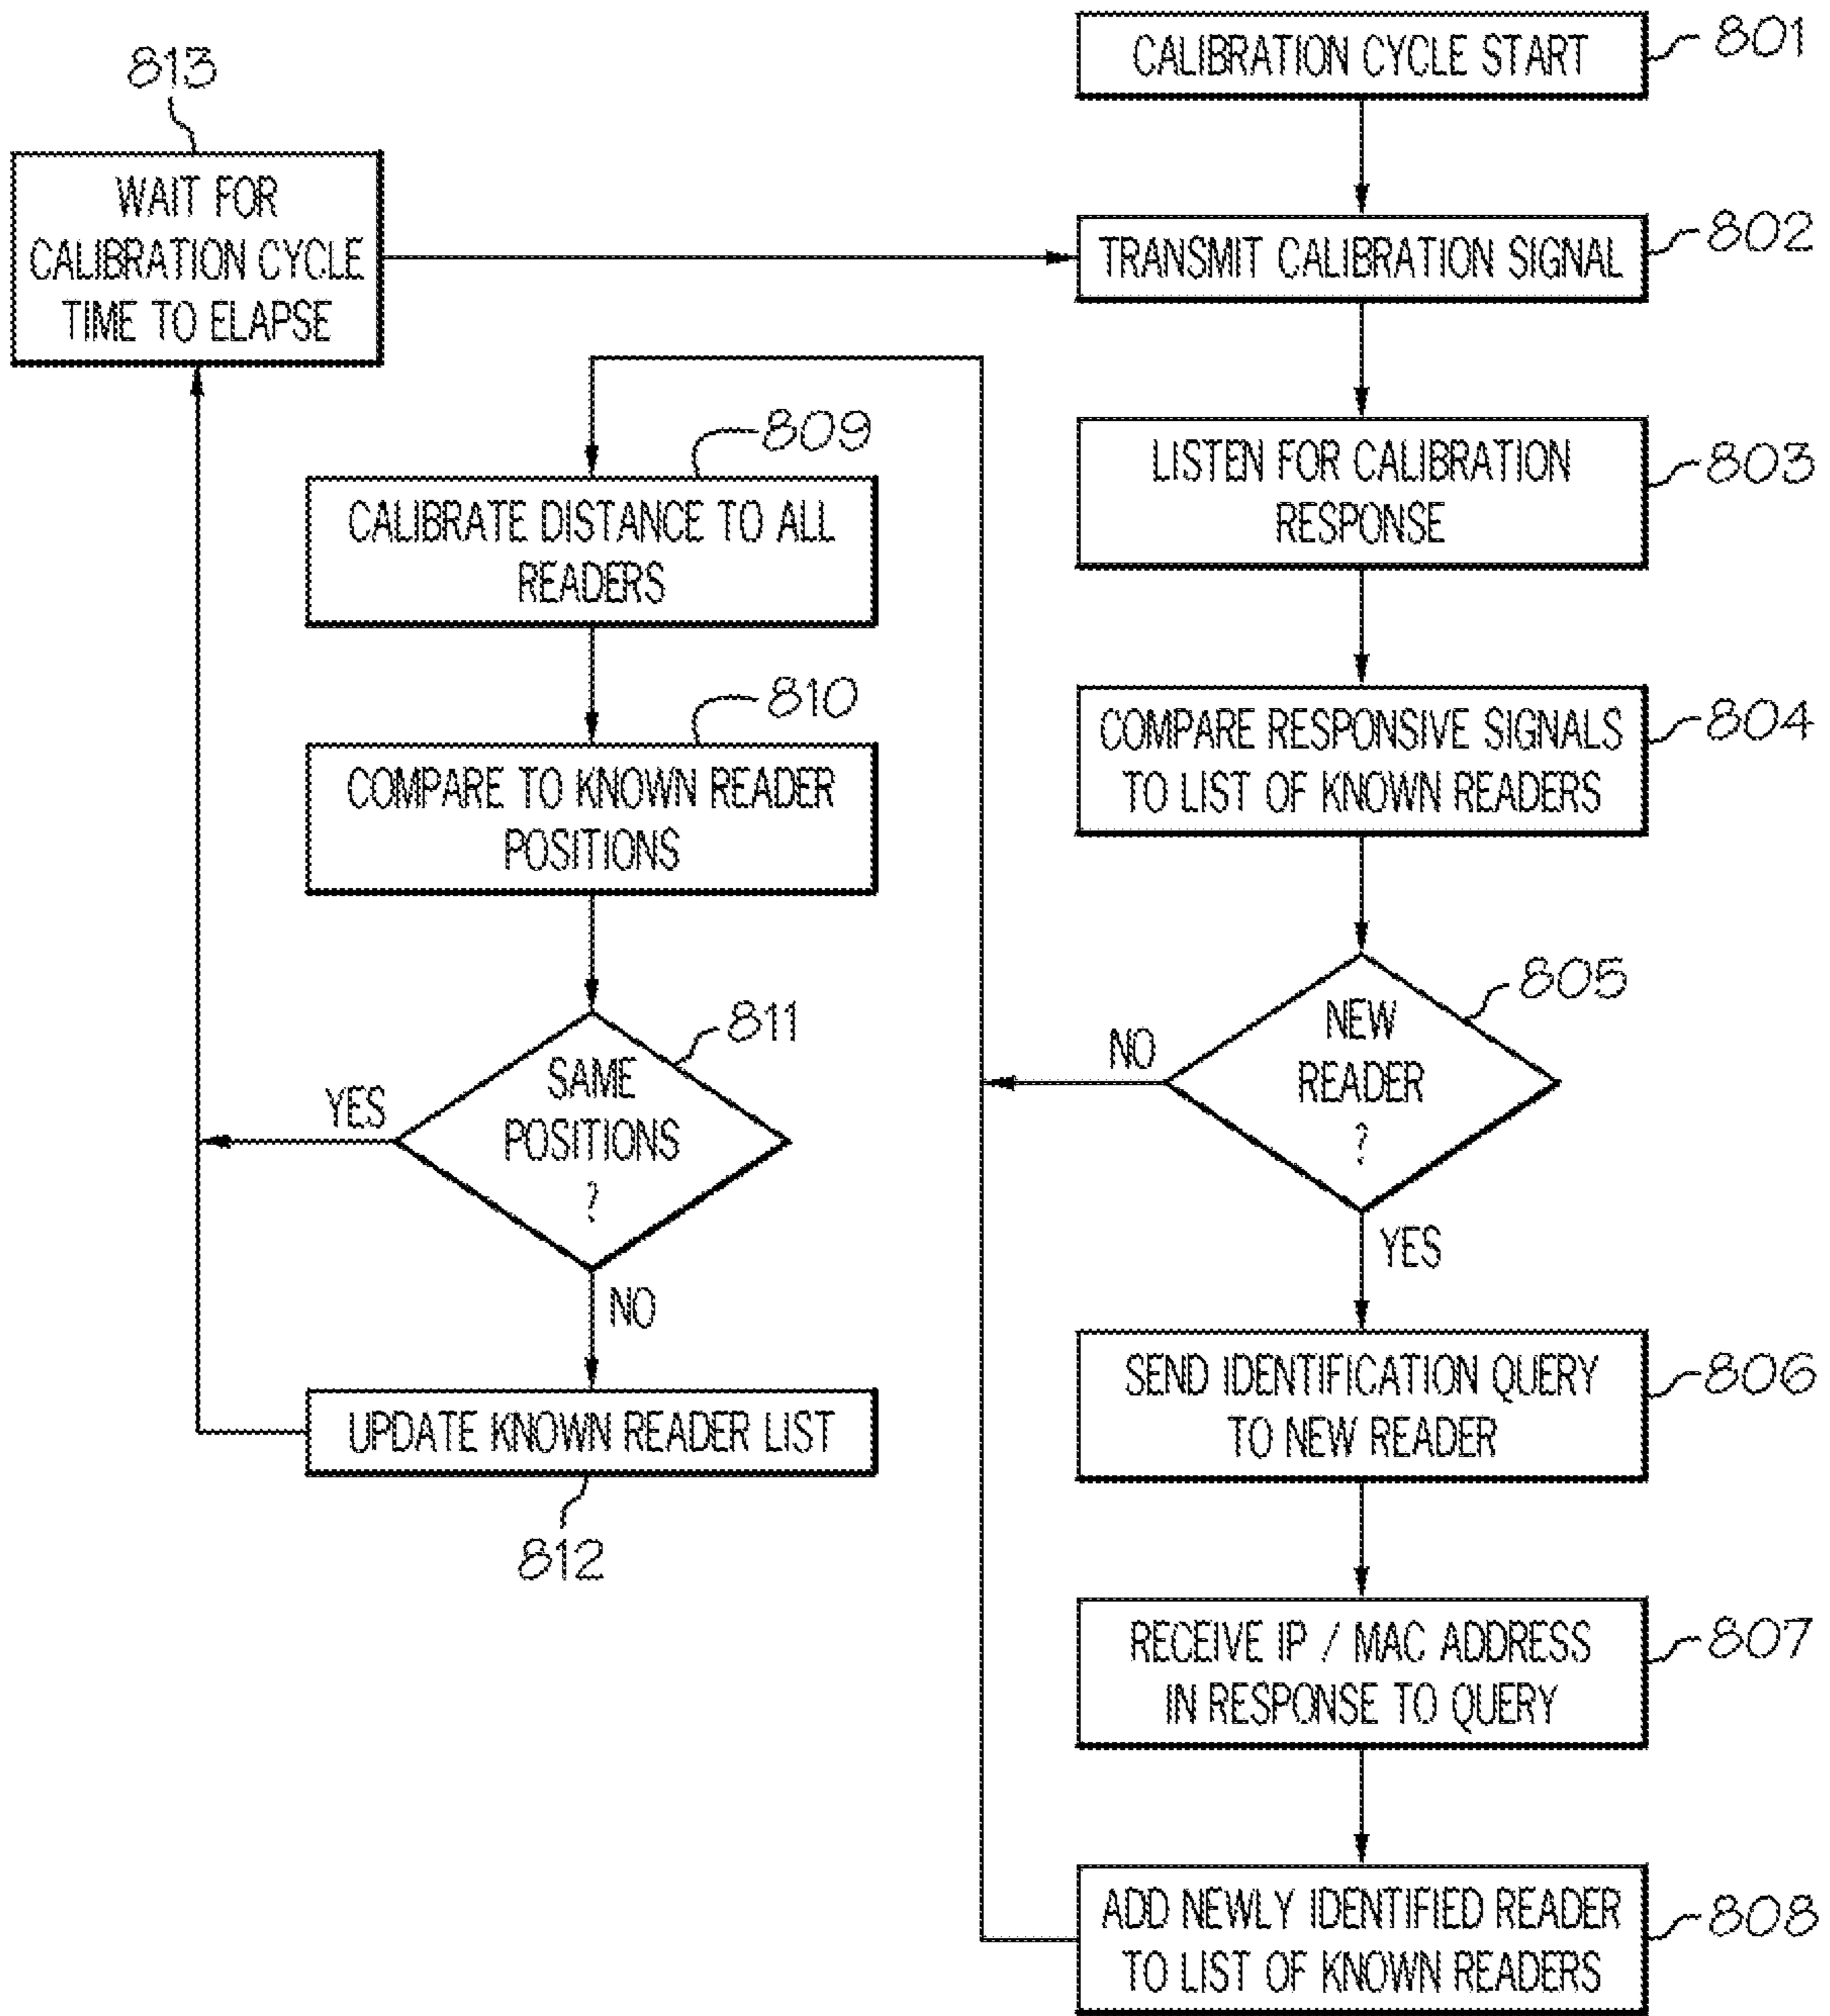 CALIBRATION CYCLE START
801
TRANSMIT CALIBRATION SIGNAL
802
LISTEN FOR CALIBRATION
RESPONSE
803
COMPARE RESPONSIVE SIGNALS
TO LIST OF KNOWN READERS
804
NEW
READER
?
805
NO
YES
SEND IDENTIFICATION QUERY
TO NEW READER
806
RECEIVE IP / MAC ADDRESS
IN RESPONSE TO QUERY
807
ADD NEWLY IDENTIFIED READER
TO LIST OF KNOWN READERS
808
809
CALIBRATE DISTANCE TO ALL
READERS
810
COMPARE TO KNOWN READER
POSITIONS
811
SAME
POSITIONS
?
YES
NO
UPDATE KNOWN READER LIST
812
813
WAIT FOR
CALIBRATION CYCLE
TIME TO ELAPSE